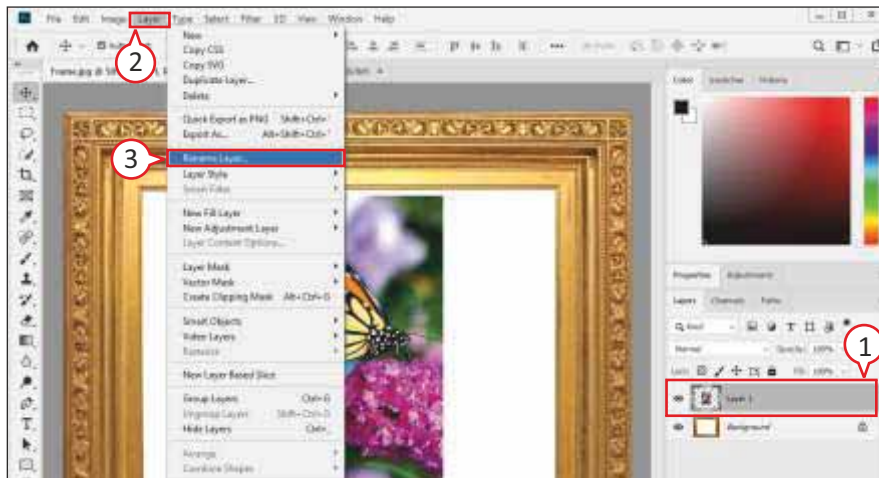 File Edit Image Layer Type Select Filter 3D View Window Help
2
New
Copy CSS
Copy SVG
Duplicate Layer...
Delete
Quick Export as PNG Shift+Ctrl+'
Export As... Alt+Shift+Ctrl+'
3
Rename Layer...
Layer Style
Smart Filter
New Fill Layer
New Adjustment Layer
Layer Content Options...
Layer Mask
Vector Mask
Create Clipping Mask Alt+Ctrl+G
Smart Objects
Video Layers
Rasterize
New Layer Based Slice
Group Layers Ctrl+G
Ungroup Layers Shift+Ctrl+G
Hide Layers Ctrl+,
Arrange
Combine Shapes
Color Swatches
Properties Adjustments
Layers Channels Paths
Kind
Normal Opacity: 100%
1
Lock: Fill: 100%
Layer 1
Background